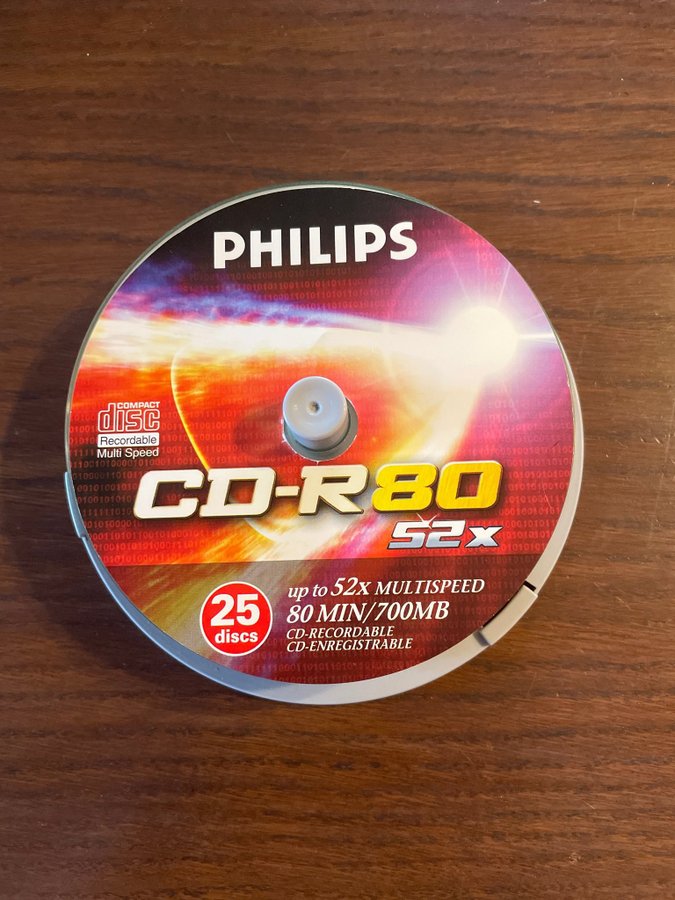 PHILIPS
COMPACT
disc
Recordable
Multi Speed
CD-R80
52x
25
discs
up to 52x MULTISPEED
80 MIN/700MB
CD-RECORDABLE
CD-ENREGISTRABLE